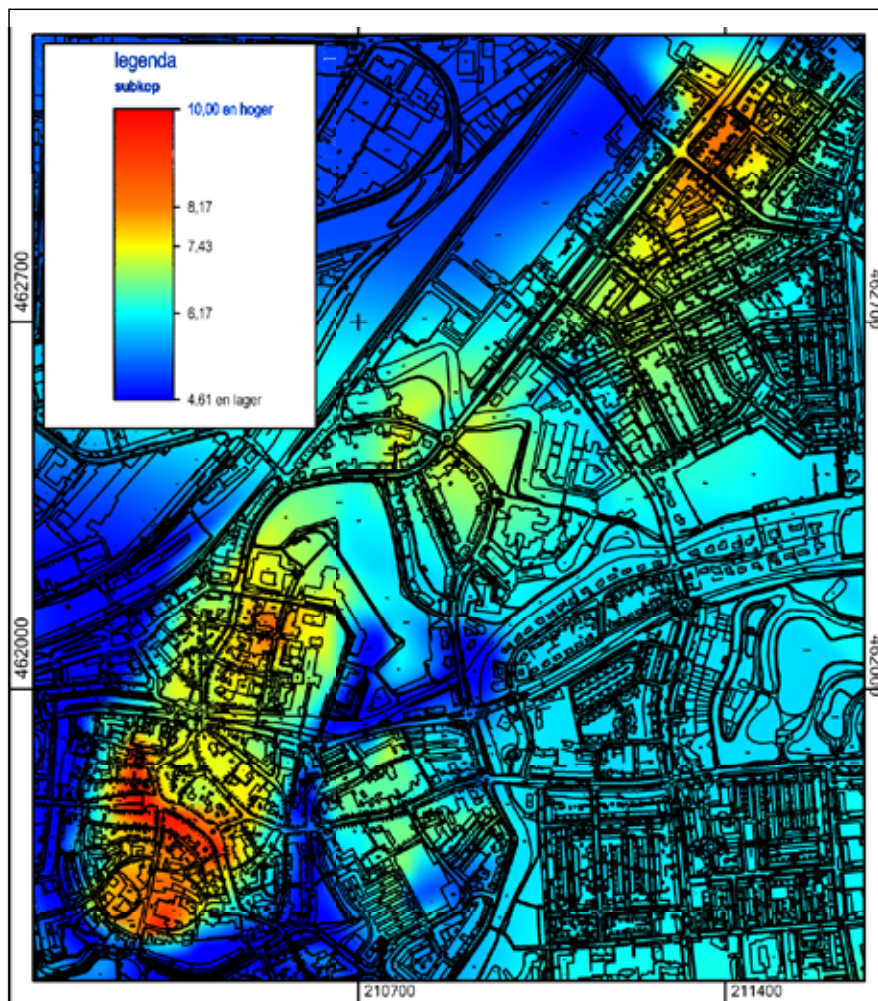 legenda
subkop
10,00 en hoger
8,17
7,43
6,17
4,61 en lager
462700
462700
462000
462000
210700
211400